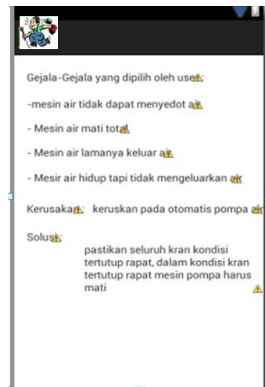 Gejala-Gejala yang dipilih oleh user:
-mesin air tidak dapat menyedot air
- Mesin air mati total
- Mesin air lamanya keluar air
- Mesir air hidup tapi tidak mengeluarkan air
Kerusakan: keruskan pada otomatis pompa air
Solusi:
pastikan seluruh kran kondisi
tertutup rapat, dalam kondisi kran
tertutup rapat mesin pompa harus
mati